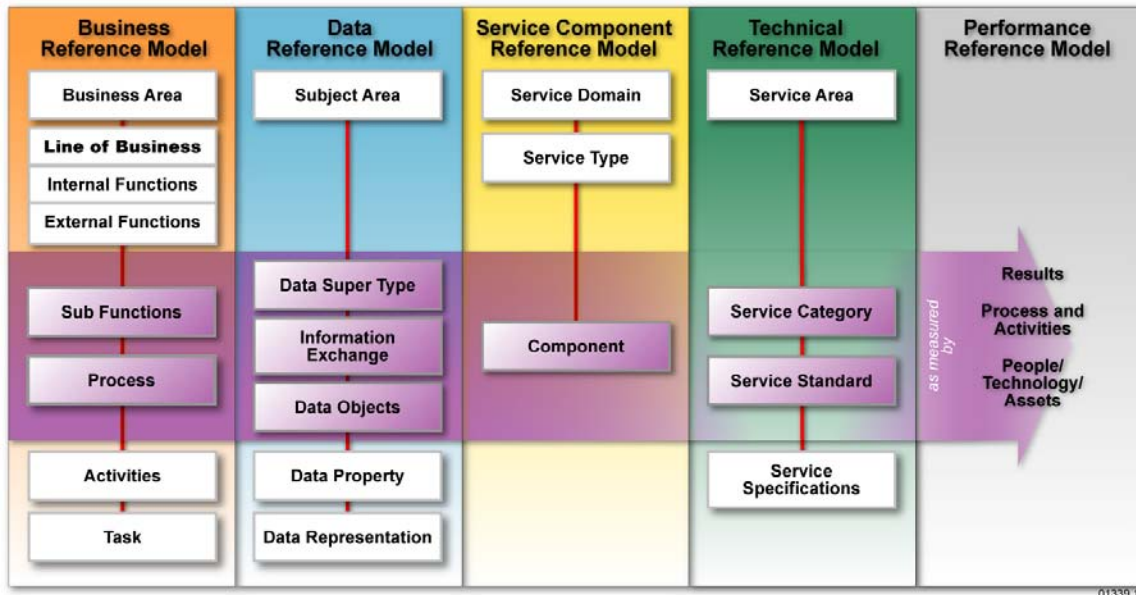 Business
Reference Model
Business Area
Line of Business
Internal Functions
External Functions
Sub Functions
Process
Activities
Task
Data
Reference Model
Subject Area
Data Super Type
Information
Exchange
Data Objects
Data Property
Data Representation
Service Component
Reference Model
Service Domain
Service Type
Component
Technical
Reference Model
Service Area
Service Category
Service Standard
Service
Specifications
Performance
Reference Model
as measured
by
Results
Process and
Activities
People/
Technology/
Assets